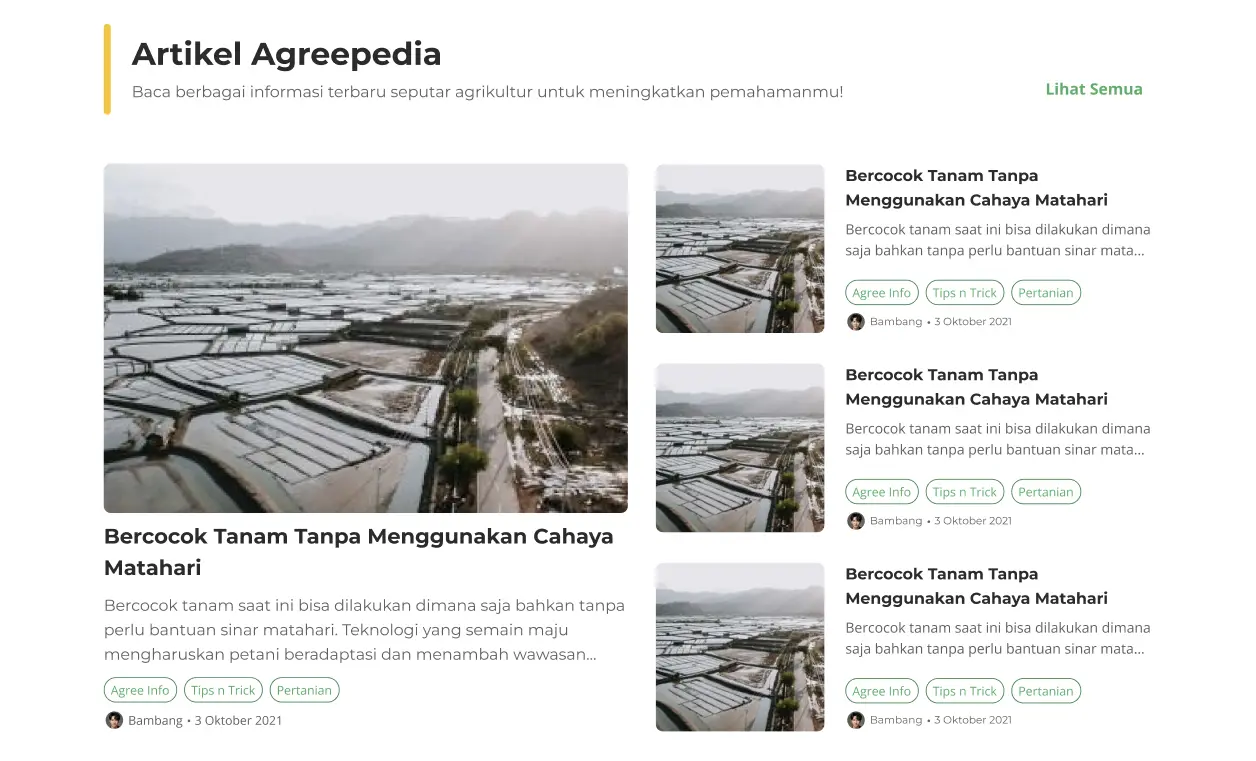 Artikel Agreepedia
Baca berbagai informasi terbaru seputar agrikultur untuk meningkatkan pemahamanmu!
Lihat Semua
Bercocok Tanam Tanpa Menggunakan Cahaya
Matahari
Bercocok tanam saat ini bisa dilakukan dimana saja bahkan tanpa
perlu bantuan sinar matahari. Teknologi yang semain maju
mengharuskan petani beradaptasi dan menambah wawasan...
Agree Info Tips n Trick Pertanian
Bambang • 3 Oktober 2021
Bercocok Tanam Tanpa
Menggunakan Cahaya Matahari
Bercocok tanam saat ini bisa dilakukan dimana
saja bahkan tanpa perlu bantuan sinar mata...
Agree Info Tips n Trick Pertanian
Bambang • 3 Oktober 2021
Bercocok Tanam Tanpa
Menggunakan Cahaya Matahari
Bercocok tanam saat ini bisa dilakukan dimana
saja bahkan tanpa perlu bantuan sinar mata...
Agree Info Tips n Trick Pertanian
Bambang • 3 Oktober 2021
Bercocok Tanam Tanpa
Menggunakan Cahaya Matahari
Bercocok tanam saat ini bisa dilakukan dimana
saja bahkan tanpa perlu bantuan sinar mata...
Agree Info Tips n Trick Pertanian
Bambang • 3 Oktober 2021